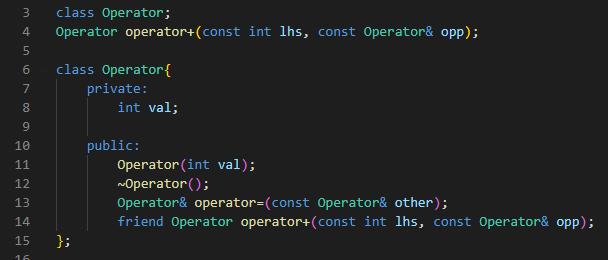 3 class Operator;
4 Operator operator+(const int lhs, const Operator& opp);
5
6 class Operator{
7 private:
8 int val;
9
10 public:
11 Operator(int val);
12 ~Operator();
13 Operator& operator=(const Operator& other);
14 friend Operator operator+(const int lhs, const Operator& opp);
15 };
16